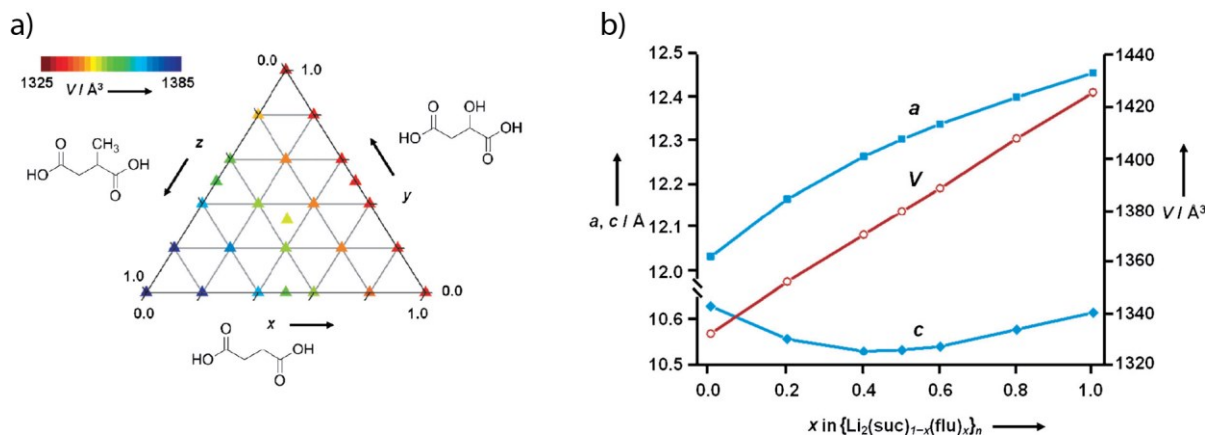 a)
1325
1385
V / Å³
0.0
1.0
z
y
O
CH₃
OH
HO
O
O
OH
OH
HO
O
1.0
0.0
0.0
x
1.0
O
OH
HO
O
b)
12.5
12.4
12.3
12.2
12.1
12.0
10.6
10.5
a, c / Å
a
V
c
1440
1420
1400
1380
1360
1340
1320
V / Å³
0.0
0.2
0.4
0.6
0.8
1.0
x in {Li₂(suc)₁₋ₓ(flu)ₓ}ₙ